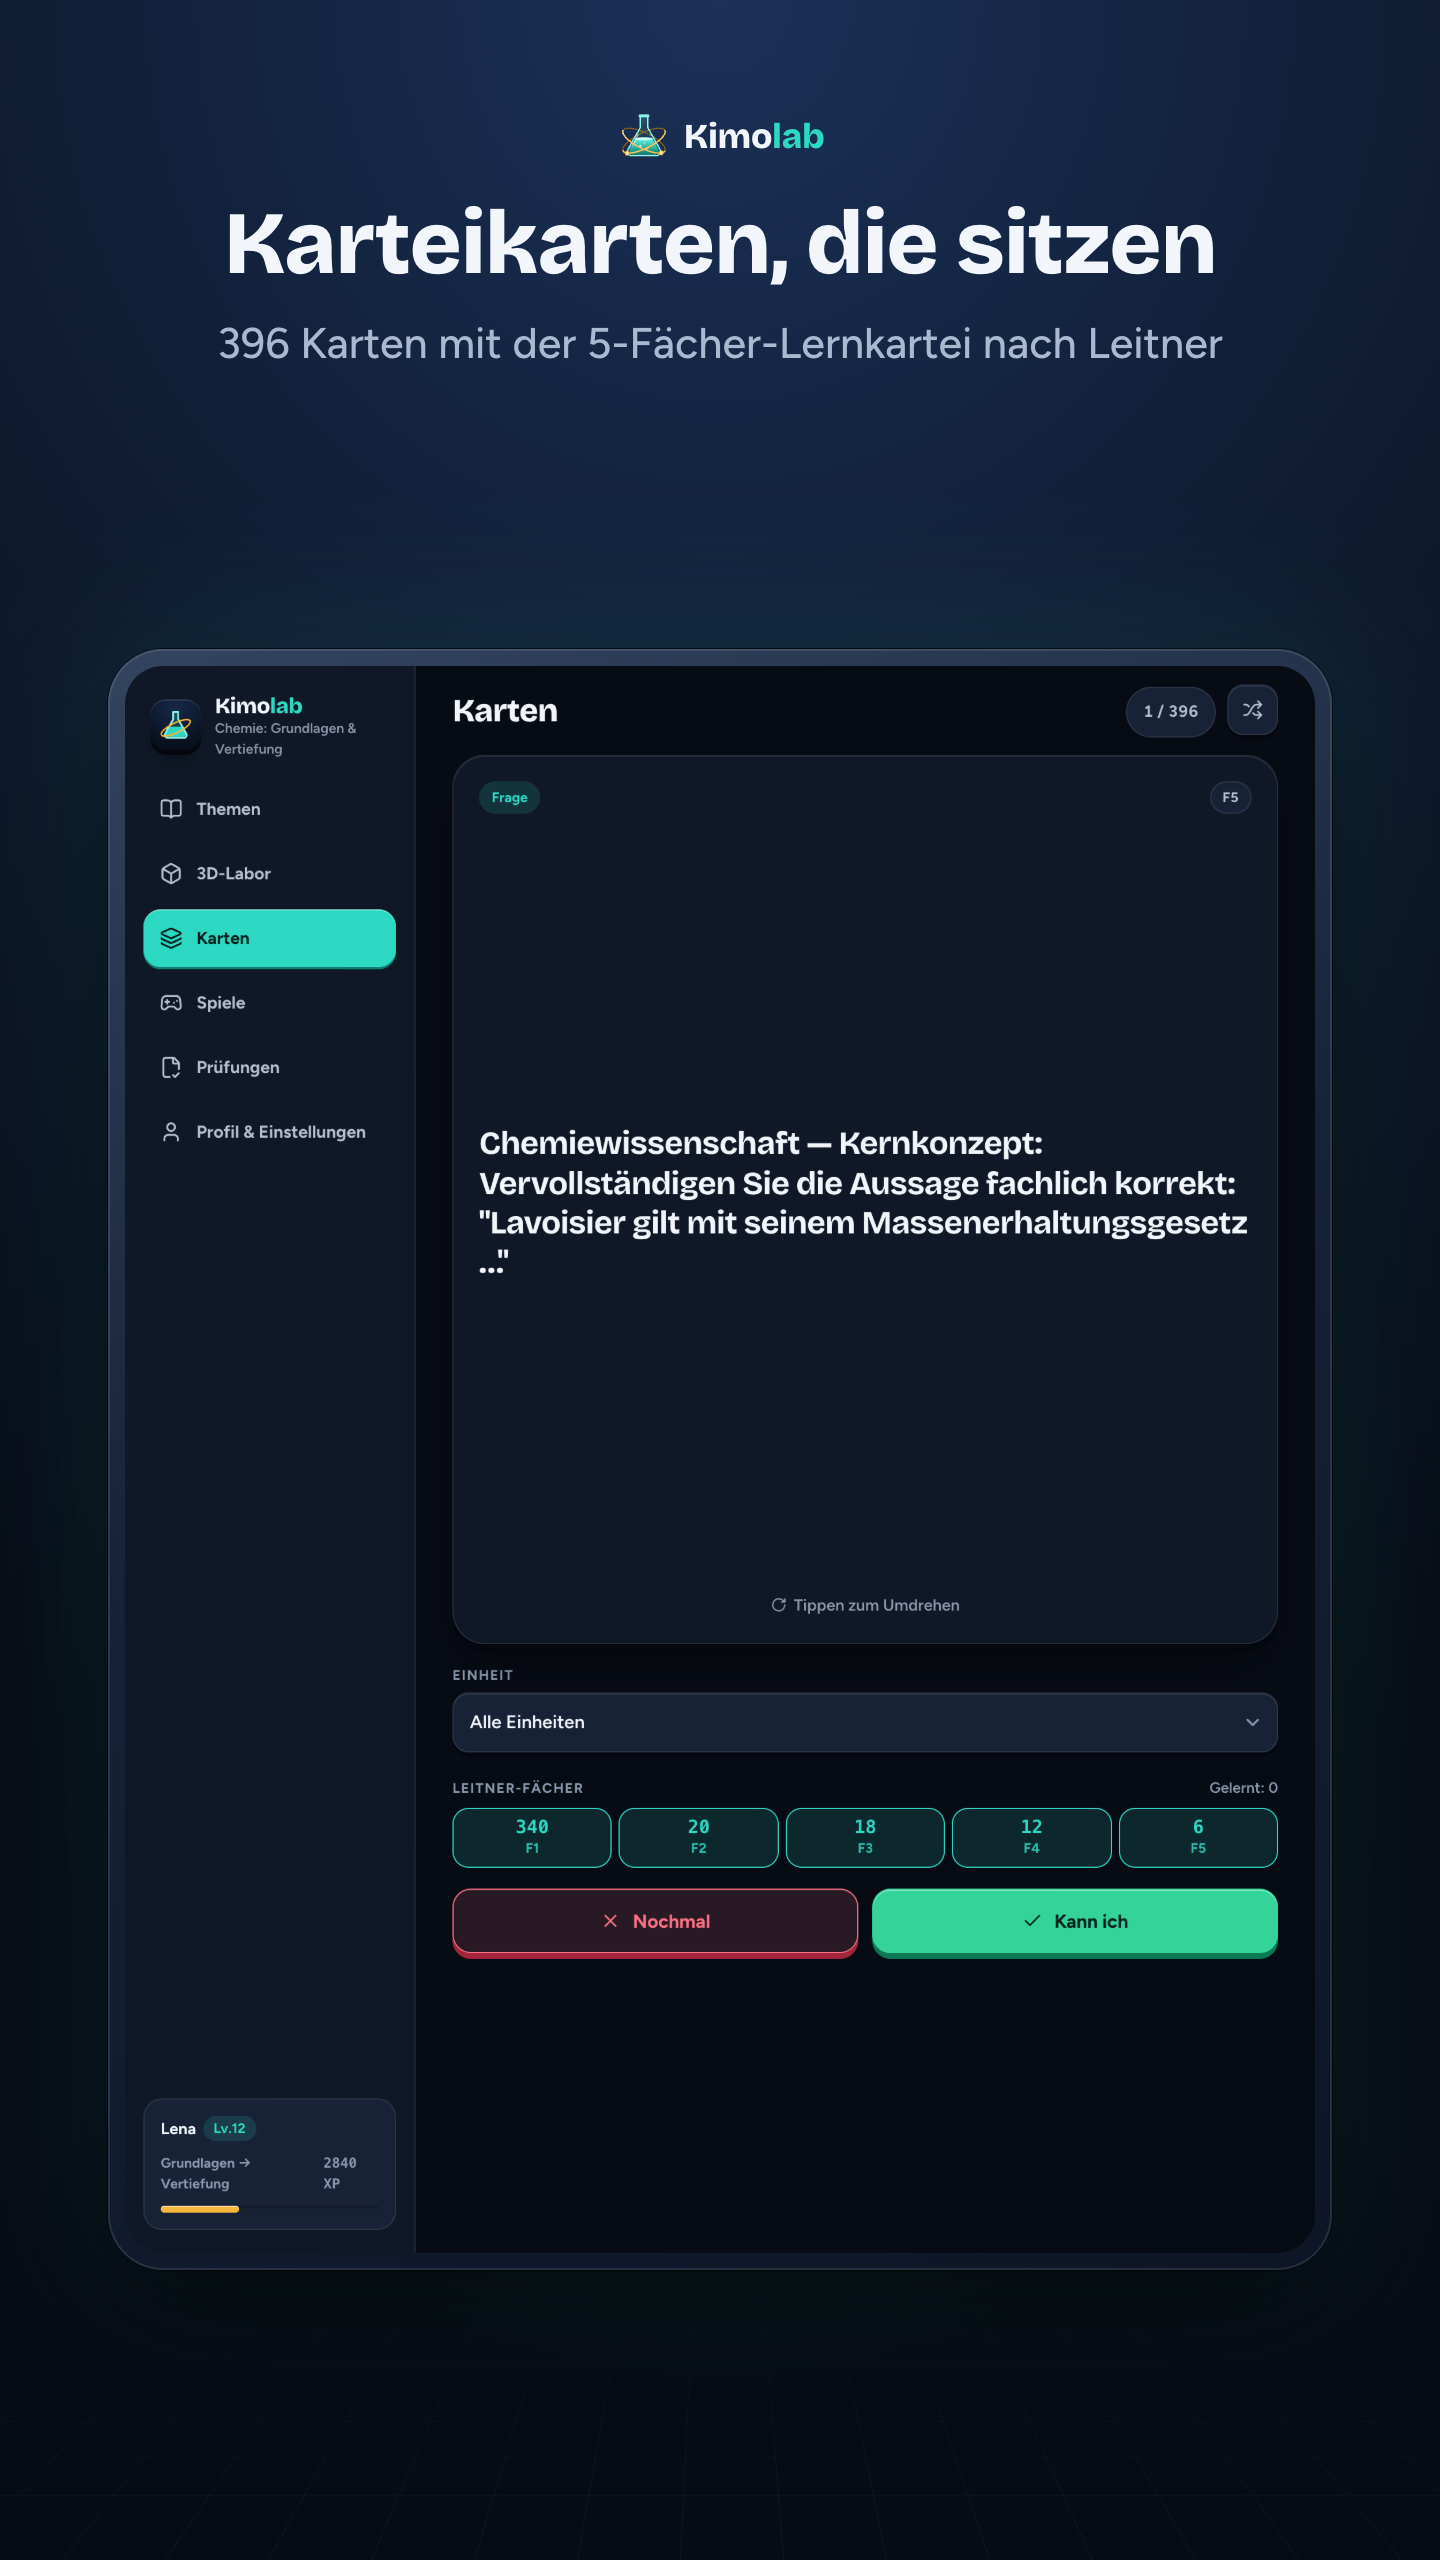 Kimolab
Karteikarten, die sitzen
396 Karten mit der 5-Fächer-Lernkartei nach Leitner
Kimolab
Chemie: Grundlagen &
Vertiefung
Themen
3D-Labor
Karten
Spiele
Prüfungen
Profil & Einstellungen
Lena Lv.12
Grundlagen → 2840
Vertiefung XP
Karten
1 / 396
Frage
F5
Chemiewissenschaft — Kernkonzept:
Vervollständigen Sie die Aussage fachlich korrekt:
"Lavoisier gilt mit seinem Massenerhaltungsgesetz
..."
Tippen zum Umdrehen
EINHEIT
Alle Einheiten
LEITNER-FÄCHER
Gelernt: 0
340 20 18 12 6
F1 F2 F3 F4 F5
Nochmal
Kann ich